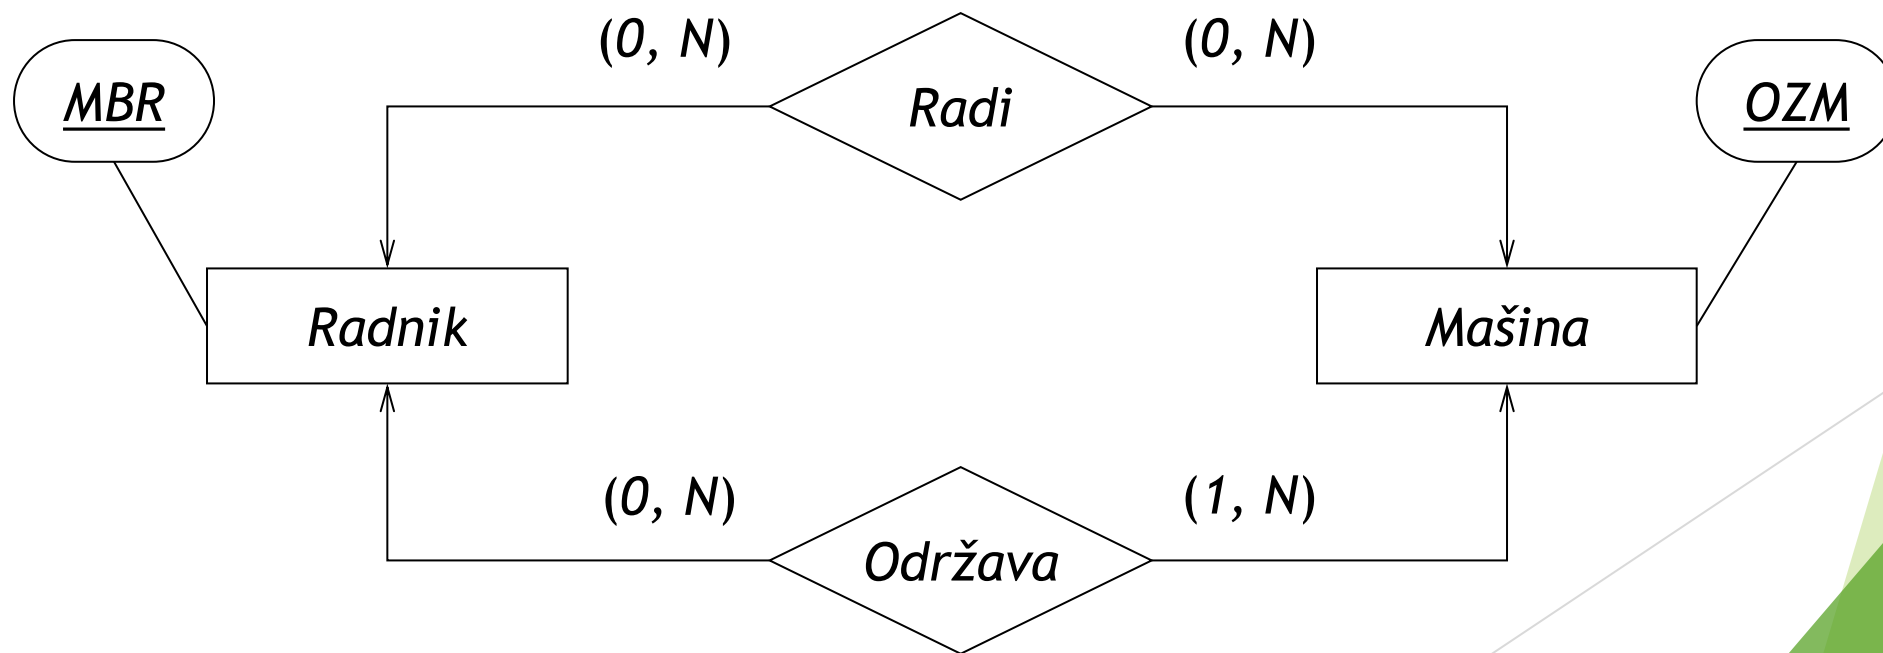 (0, N)
(0, N)
MBR
Radi
OZM
Radnik
Mašina
(0, N)
(1, N)
Održava